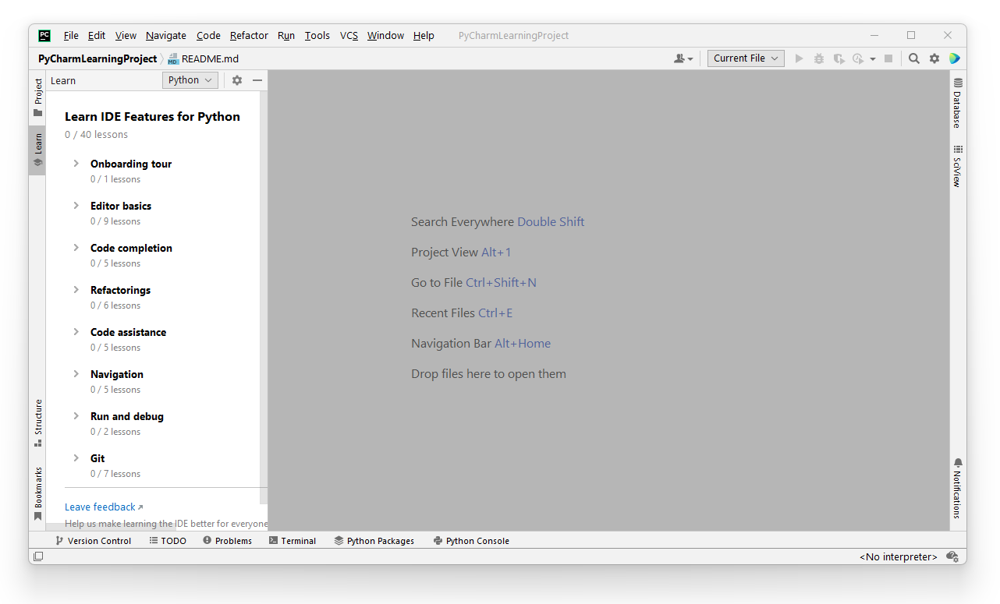 PC File Edit View Navigate Code Refactor Run Tools VCS Window Help PyCharmLearningProject
PyCharmLearningProject MD README.md Current File
Project
Learn
Structure
Bookmarks
Learn Python
Learn IDE Features for Python
0 / 40 lessons
Onboarding tour
0 / 1 lessons
Editor basics
0 / 9 lessons
Code completion
0 / 5 lessons
Refactorings
0 / 6 lessons
Code assistance
0 / 5 lessons
Navigation
0 / 5 lessons
Run and debug
0 / 2 lessons
Git
0 / 7 lessons
Leave feedback
Help us make learning the IDE better for everyone
Search Everywhere Double Shift
Project View Alt+1
Go to File Ctrl+Shift+N
Recent Files Ctrl+E
Navigation Bar Alt+Home
Drop files here to open them
Database
SciView
Notifications
Version Control TODO Problems Terminal Python Packages Python Console
<No interpreter>